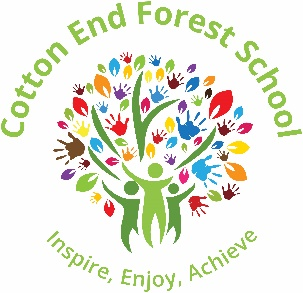 Cotton End Forest School
Inspire, Enjoy, Achieve